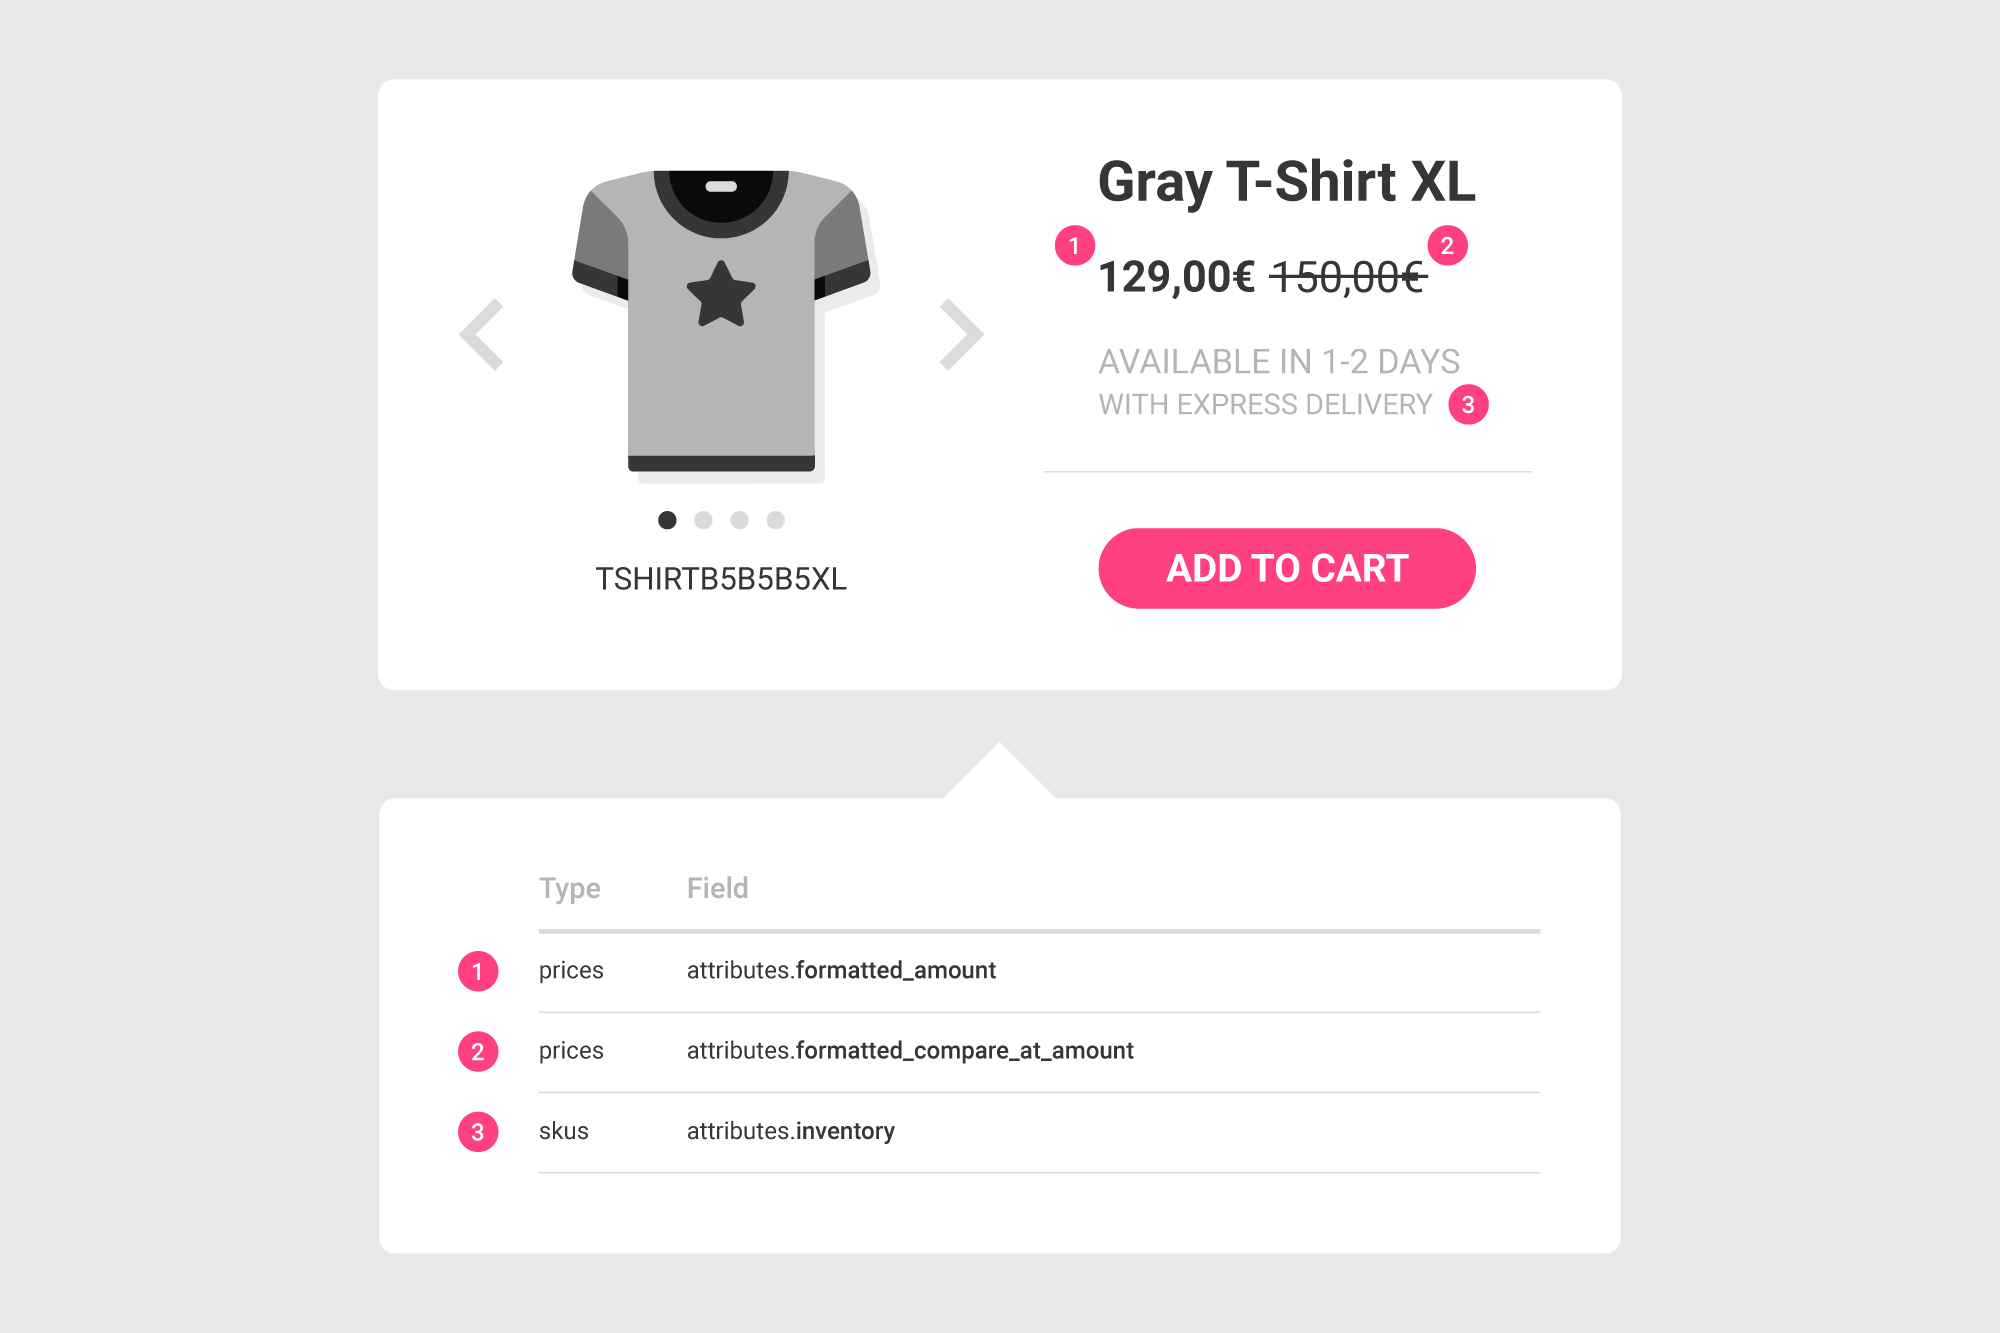 Gray T-Shirt XL
1
2
129,00€ 150,00€
AVAILABLE IN 1-2 DAYS
WITH EXPRESS DELIVERY 3
ADD TO CART
TSHIRTB5B5B5XL
Type Field
1 prices attributes.formatted_amount
2 prices attributes.formatted_compare_at_amount
3 skus attributes.inventory